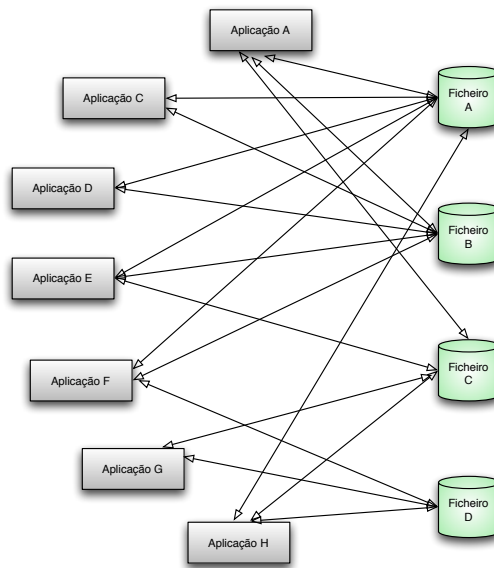 Aplicação A
Aplicação C
Aplicação D
Aplicação E
Aplicação F
Aplicação G
Aplicação H
Ficheiro
A
Ficheiro
B
Ficheiro
C
Ficheiro
D